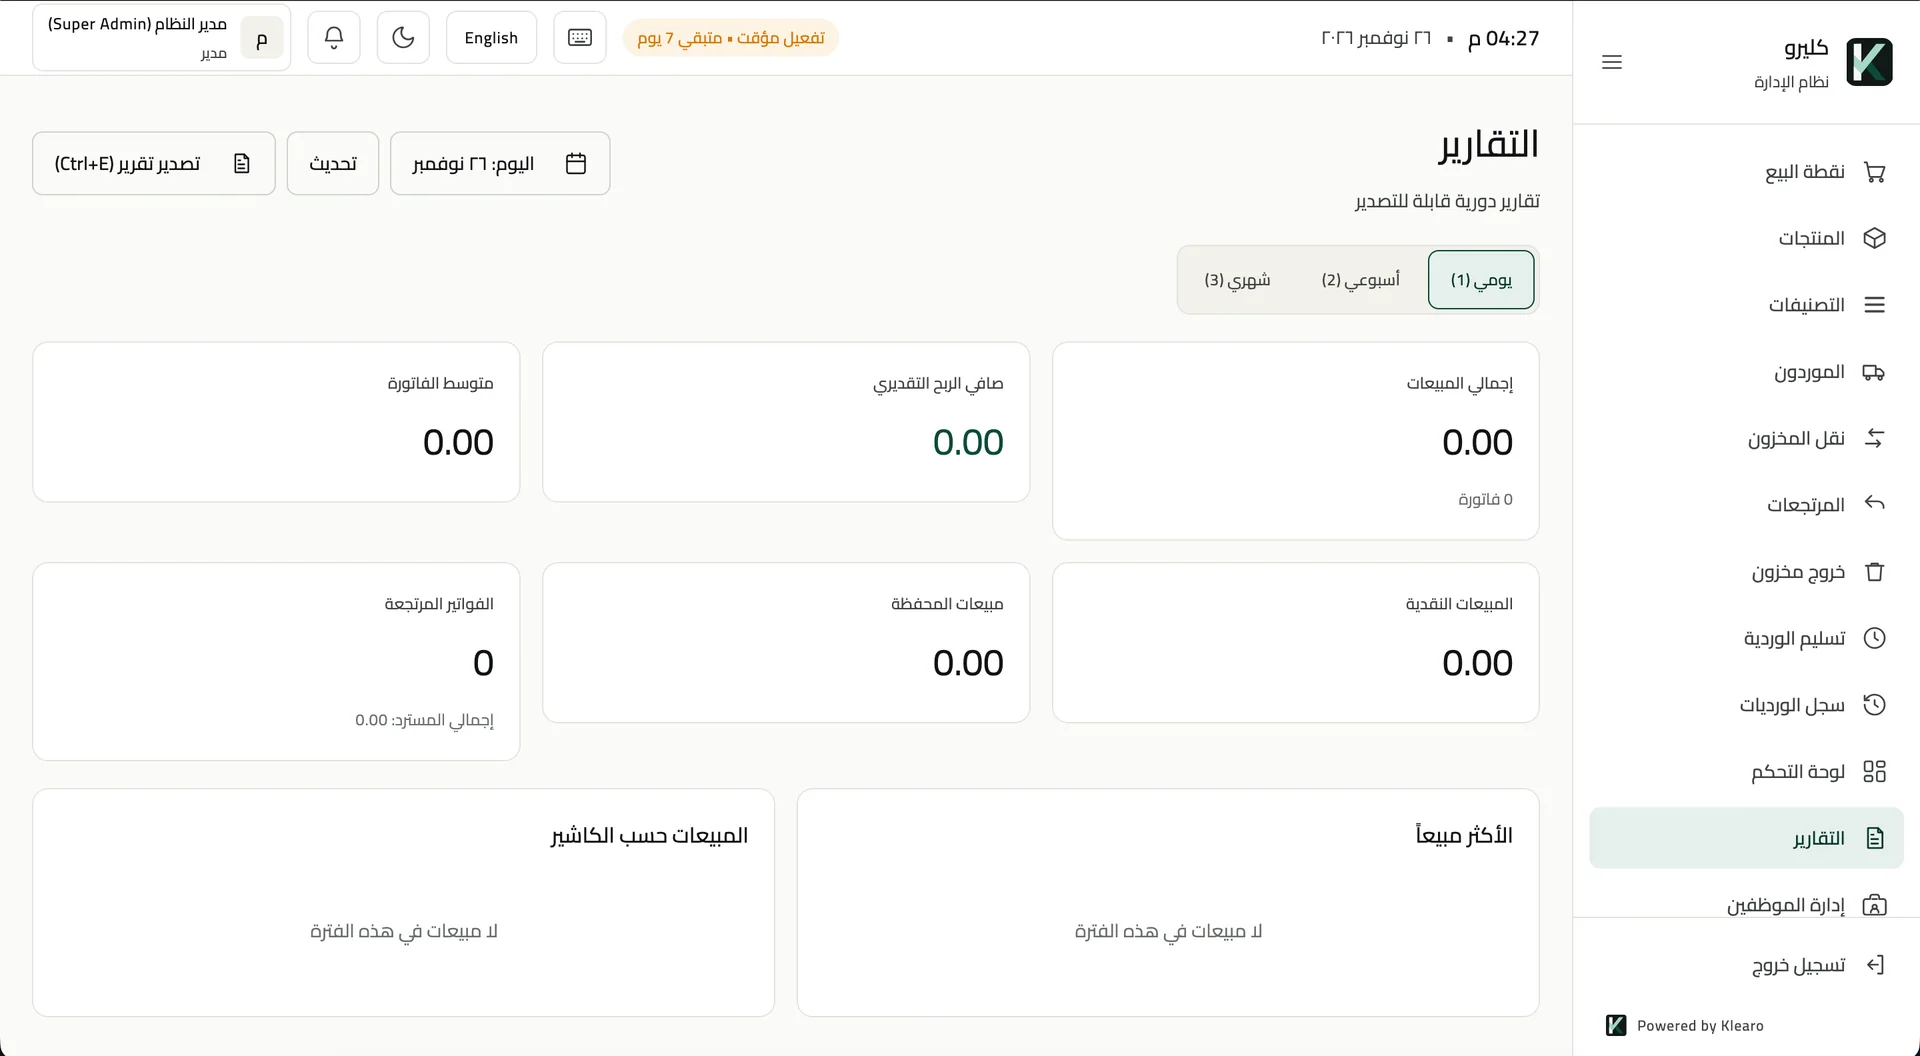 كليرو
نظام الإدارة
04:27 م ▪ ٢٦ نوفمبر ٢٠٢٦
تفعيل مؤقت • متبقي 7 يوم
English
م
مدير النظام (Super Admin)
مدير
نقطة البيع
المنتجات
التصنيفات
الموردون
نقل المخزون
المرتجعات
خروج مخزون
تسليم الوردية
سجل الورديات
لوحة التحكم
التقارير
إدارة الموظفين
تسجيل خروج
Powered by Klearo
التقارير
تقارير دورية قابلة للتصدير
اليوم: ٢٦ نوفمبر
تحديث
تصدير تقرير (Ctrl+E)
يومي (1)
أسبوعي (2)
شهري (3)
إجمالي المبيعات
0.00
0 فاتورة
صافي الربح التقديري
0.00
متوسط الفاتورة
0.00
المبيعات النقدية
0.00
مبيعات المحفظة
0.00
الفواتير المرتجعة
0
إجمالي المسترد: 0.00
الأكثر مبيعاً
لا مبيعات في هذه الفترة
المبيعات حسب الكاشير
لا مبيعات في هذه الفترة